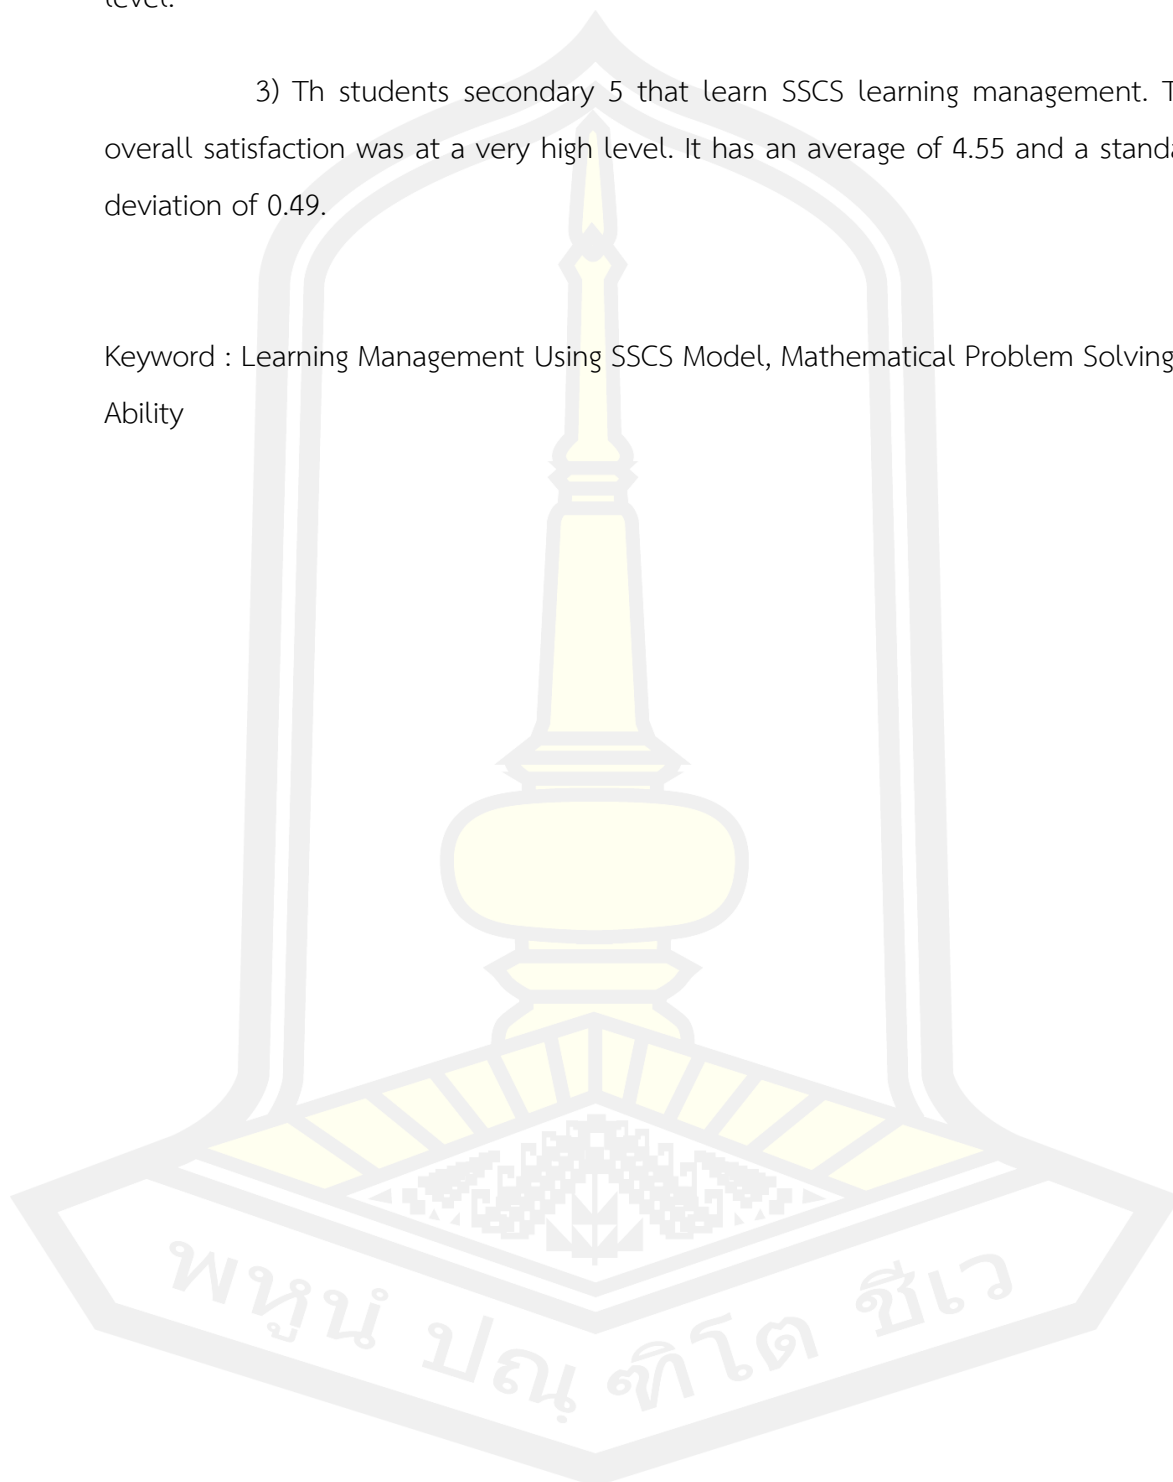 level.
3) Th students secondary 5 that learn SSCS learning management. T
overall satisfaction was at a very high level. It has an average of 4.55 and a standa
deviation of 0.49.
Keyword : Learning Management Using SSCS Model, Mathematical Problem Solving
Ability
พหูนํ ปณฺฑิโต ชีเว